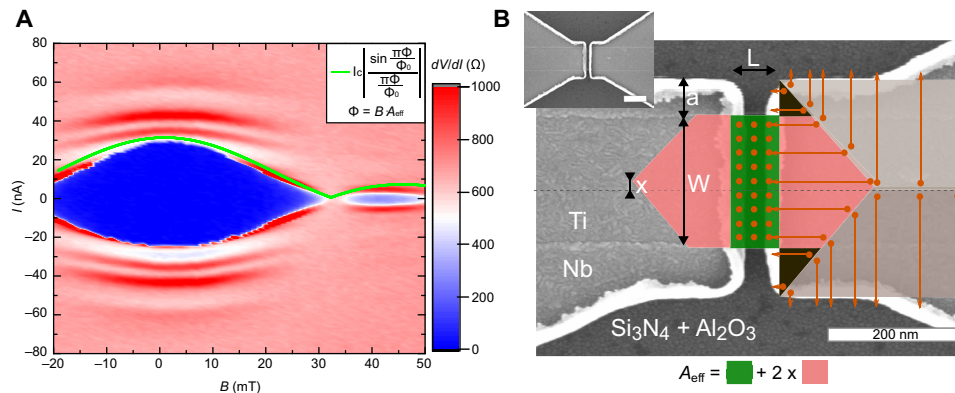 A
80
60
40
20
0
−20
−40
−60
−80
I (nA)
−20
−10
0
10
20
30
40
50
B (mT)
I_c | sin πΦ/Φ₀ / πΦ/Φ₀ |
Φ = B A_eff
dV/dI (Ω)
1000
800
600
400
200
0
B
L
a
x
W
Ti
Nb
Si₃N₄ + Al₂O₃
200 nm
A_eff = + 2 x